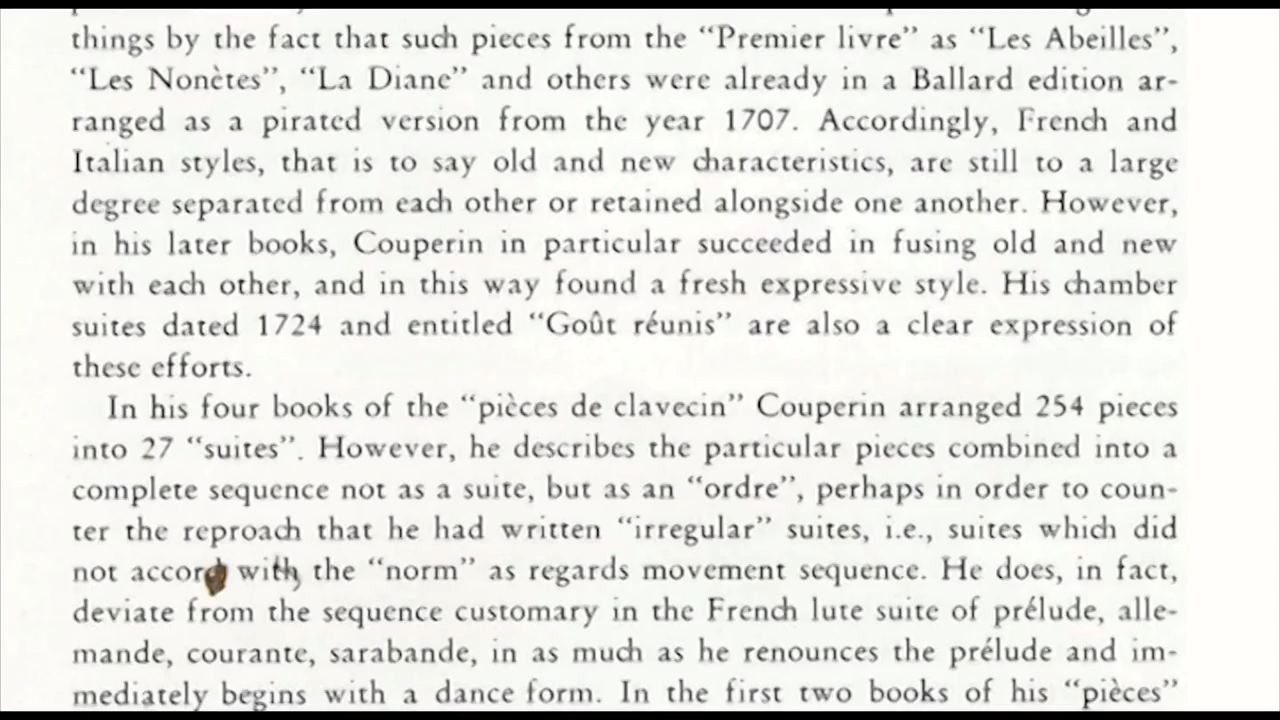 things by the fact that such pieces from the “Premier livre” as “Les Abeilles”,
“Les Nonètes”, “La Diane” and others were already in a Ballard edition ar-
ranged as a pirated version from the year 1707. Accordingly, French and
Italian styles, that is to say old and new characteristics, are still to a large
degree separated from each other or retained alongside one another. However,
in his later books, Couperin in particular succeeded in fusing old and new
with each other, and in this way found a fresh expressive style. His chamber
suites dated 1724 and entitled “Goût réunis” are also a clear expression of
these efforts.
In his four books of the “pièces de clavecin” Couperin arranged 254 pieces
into 27 “suites”. However, he describes the particular pieces combined into a
complete sequence not as a suite, but as an “ordre”, perhaps in order to coun-
ter the reproach that he had written “irregular” suites, i.e., suites which did
not accord with the “norm” as regards movement sequence. He does, in fact,
deviate from the sequence customary in the French lute suite of prélude, alle-
mande, courante, sarabande, in as much as he renounces the prélude and im-
mediately begins with a dance form. In the first two books of his “pièces”